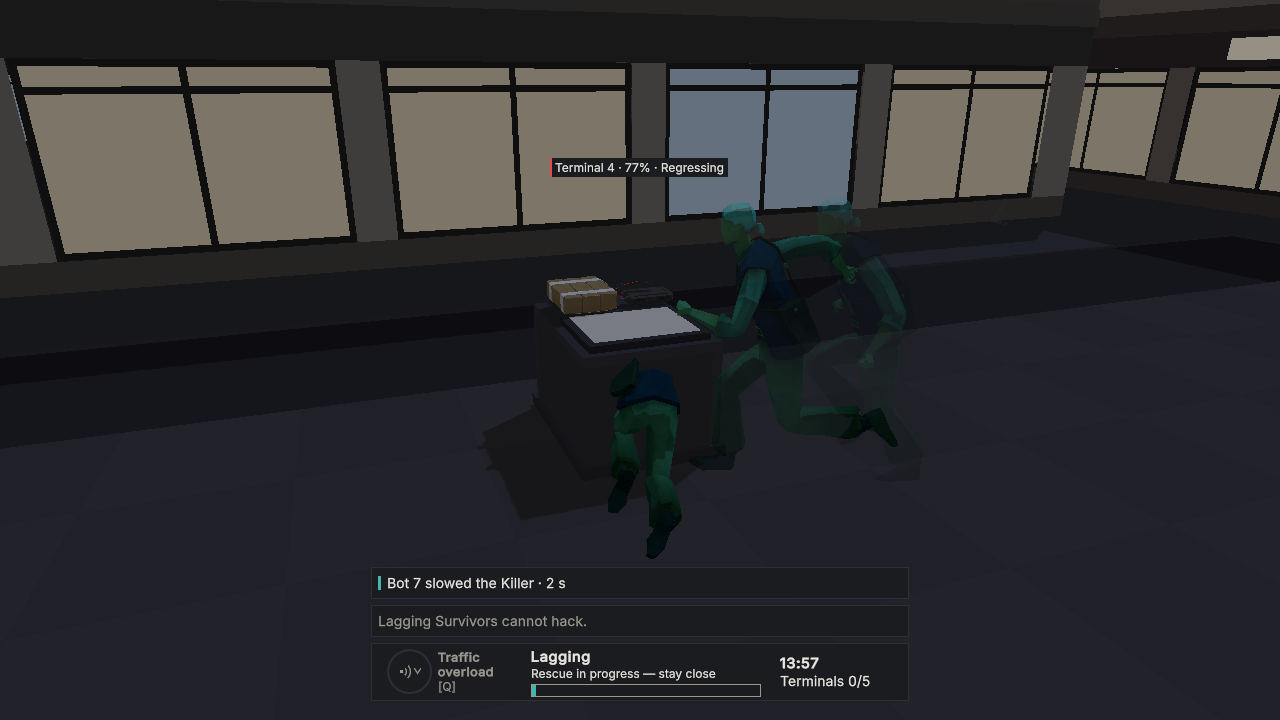 Terminal 4 · 77% · Regressing
Bot 7 slowed the Killer · 2 s
Lagging Survivors cannot hack.
Traffic
overload
[Q]
Lagging
Rescue in progress — stay close
13:57
Terminals 0/5